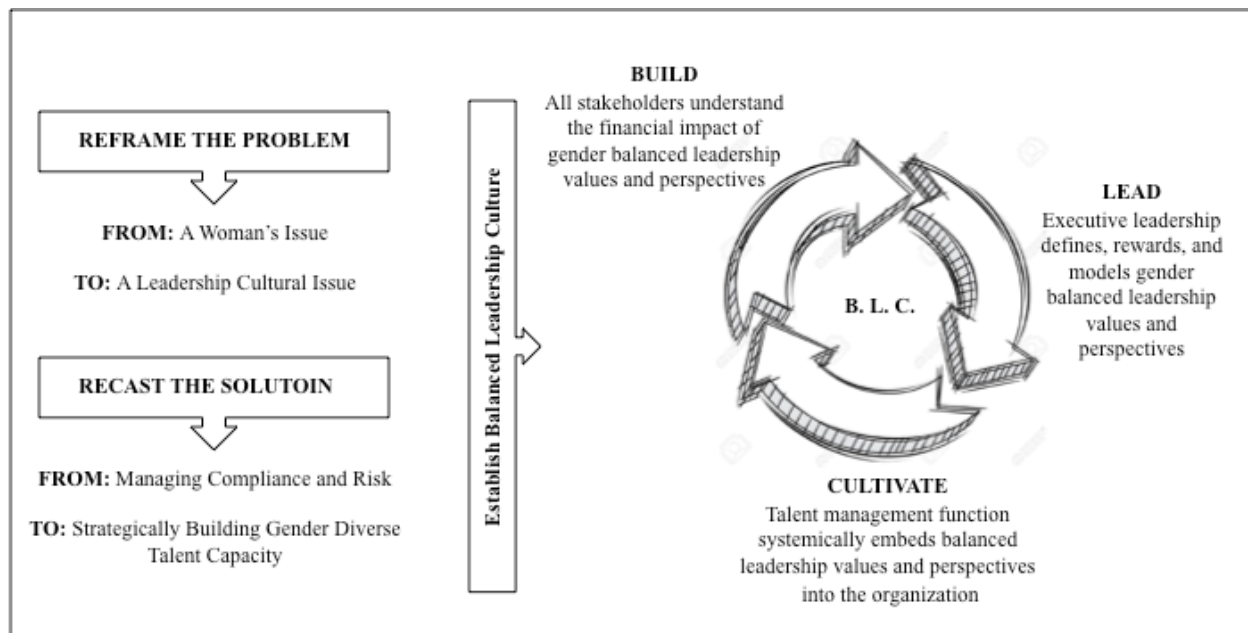 REFRAME THE PROBLEM
FROM: A Woman's Issue
TO: A Leadership Cultural Issue
RECAST THE SOLUTOIN
FROM: Managing Compliance and Risk
TO: Strategically Building Gender Diverse
Talent Capacity
Establish Balanced Leadership Culture
BUILD
All stakeholders understand
the financial impact of
gender balanced leadership
values and perspectives
LEAD
Executive leadership
defines, rewards, and
models gender
balanced leadership
values and
perspectives
B. L. C.
CULTIVATE
Talent management function
systemically embeds balanced
leadership values and perspectives
into the organization